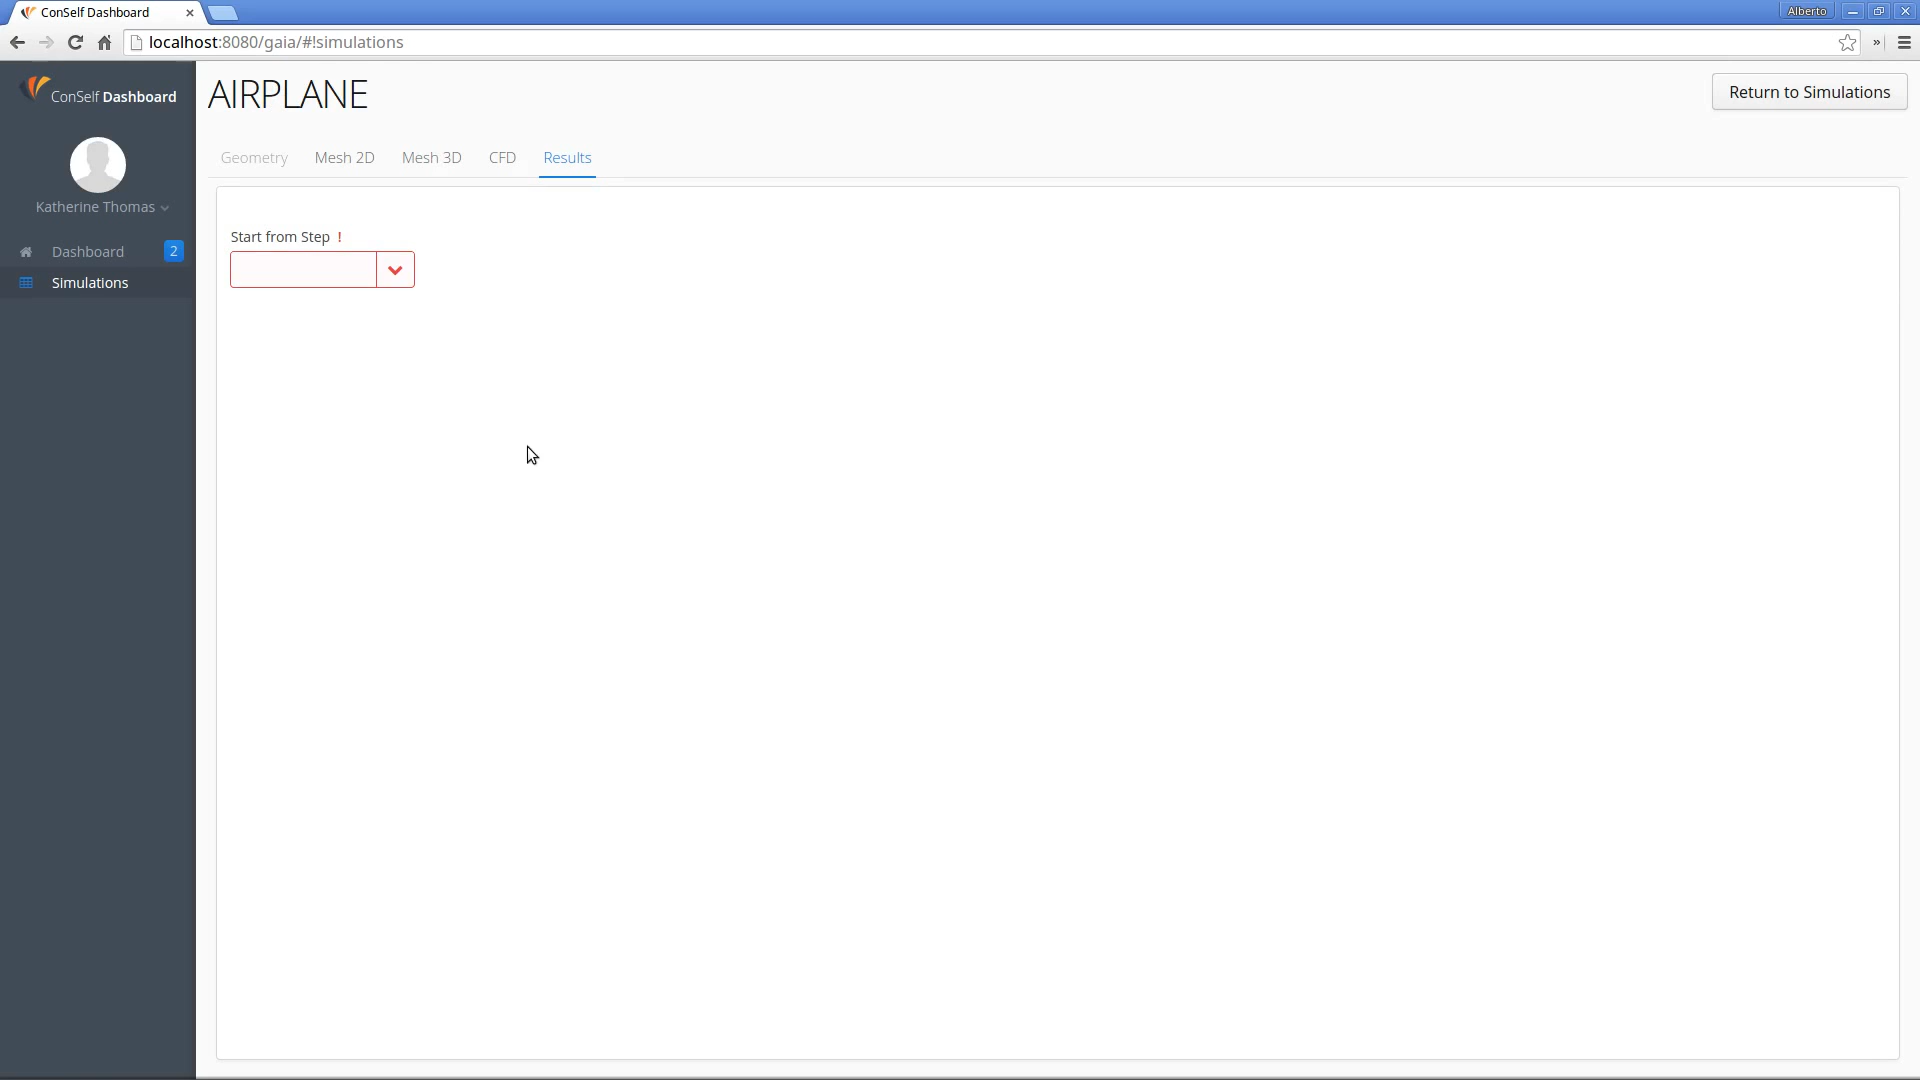 ConSelf Dashboard
Alberto
localhost:8080/gaia/#!simulations
»
ConSelf Dashboard
AIRPLANE
Return to Simulations
Geometry Mesh 2D Mesh 3D CFD Results
Katherine Thomas
Start from Step !
Dashboard 2
Simulations